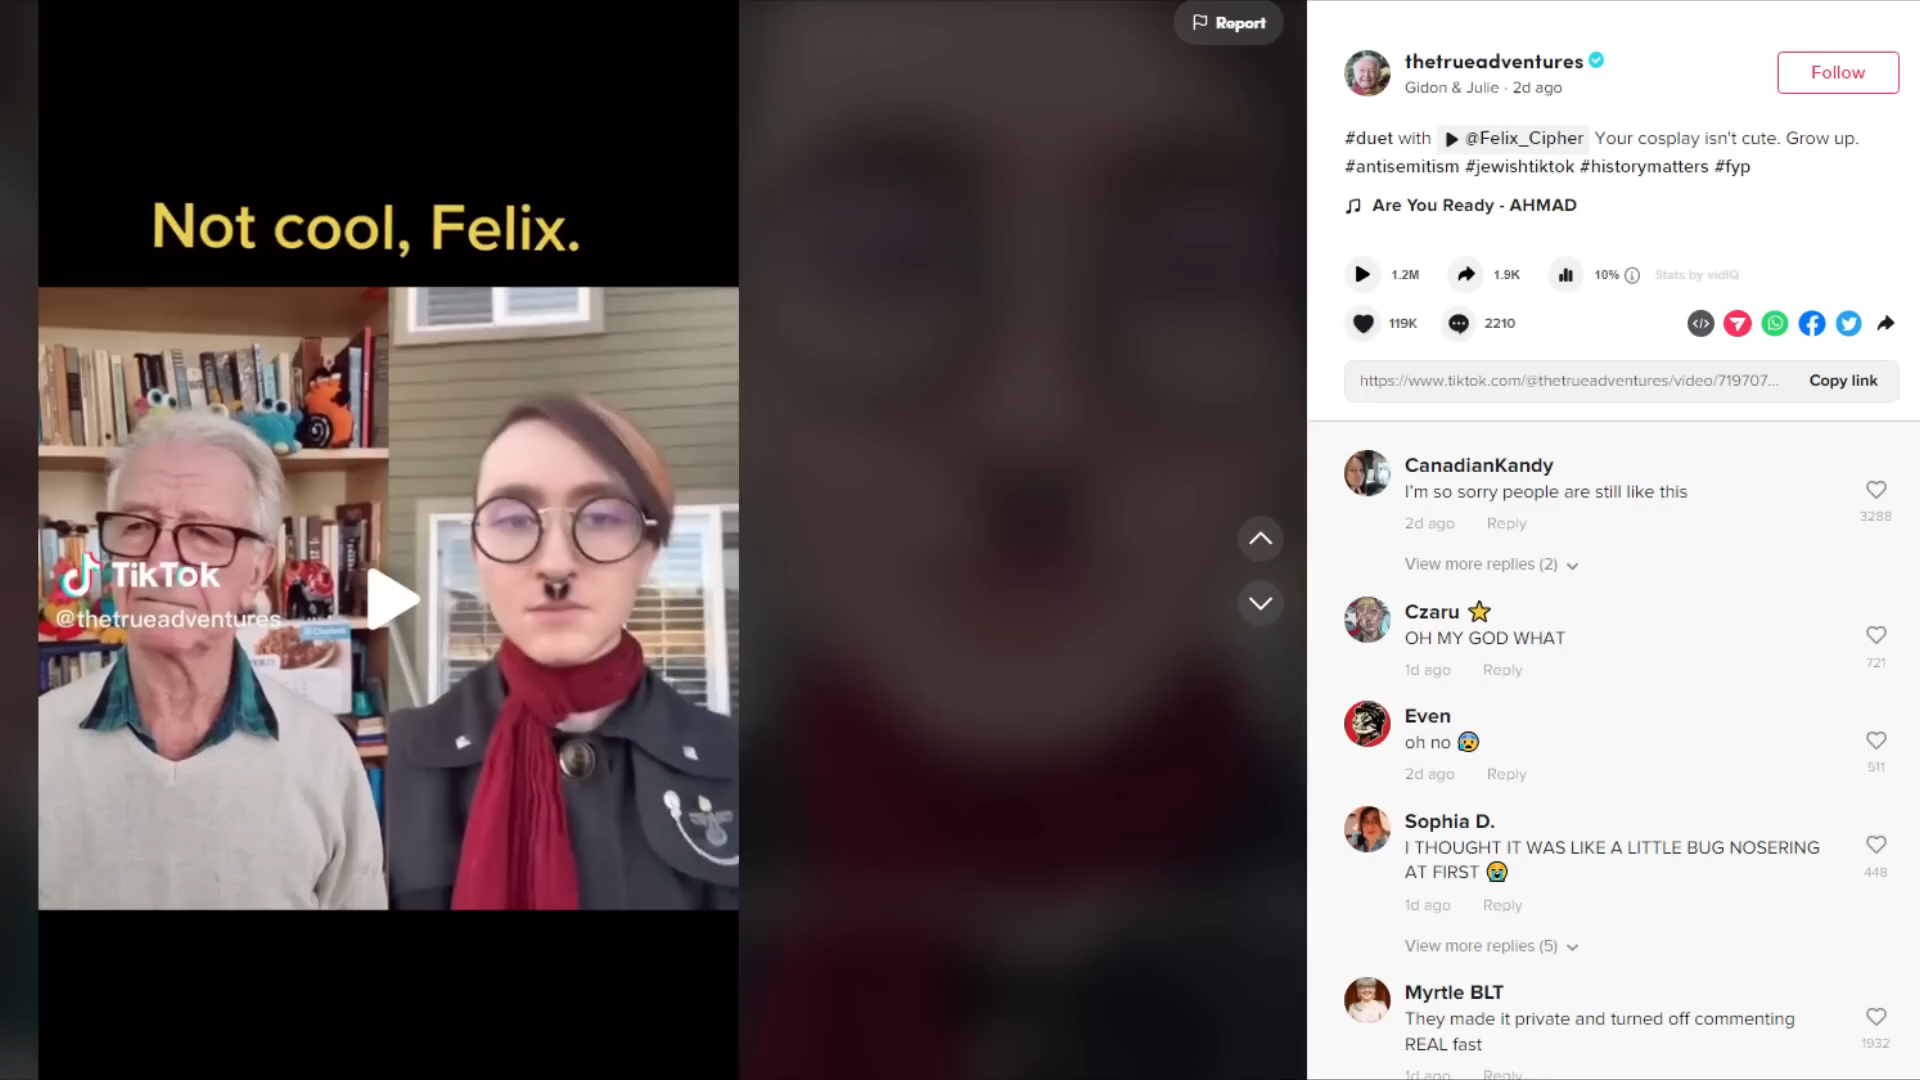 Not cool, Felix.
TikTok
@thetrueadventures
Report
thetrueadventures
Gidon & Julie · 2d ago
Follow
#duet with @Felix_Cipher Your cosplay isn't cute. Grow up.
#antisemitism #jewishtiktok #historymatters #fyp
Are You Ready - AHMAD
1.2M 1.9K 10% Stats by vidIQ
119K 2210
https://www.tiktok.com/@thetrueadventures/video/719707... Copy link
CanadianKandy
I'm so sorry people are still like this
3288
2d ago Reply
View more replies (2)
Czaru
OH MY GOD WHAT
721
1d ago Reply
Even
oh no
511
2d ago Reply
Sophia D.
I THOUGHT IT WAS LIKE A LITTLE BUG NOSERING
AT FIRST
448
1d ago Reply
View more replies (5)
Myrtle BLT
They made it private and turned off commenting
REAL fast
1932
1d ago Reply